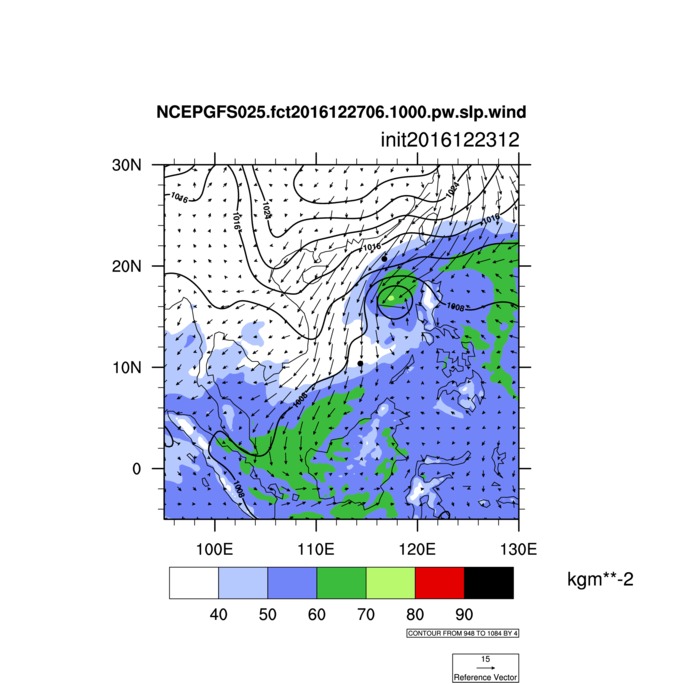 NCEPGFS025.fct2016122706.1000.pw.slp.wind
init2016122312
30N
1016
1024
1016
1024
1016
1016
20N
1008
10N
1008
0
1008
100E 110E 120E 130E
40 50 60 70 80 90
kgm**-2
CONTOUR FROM 948 TO 1084 BY 4
15
Reference Vector